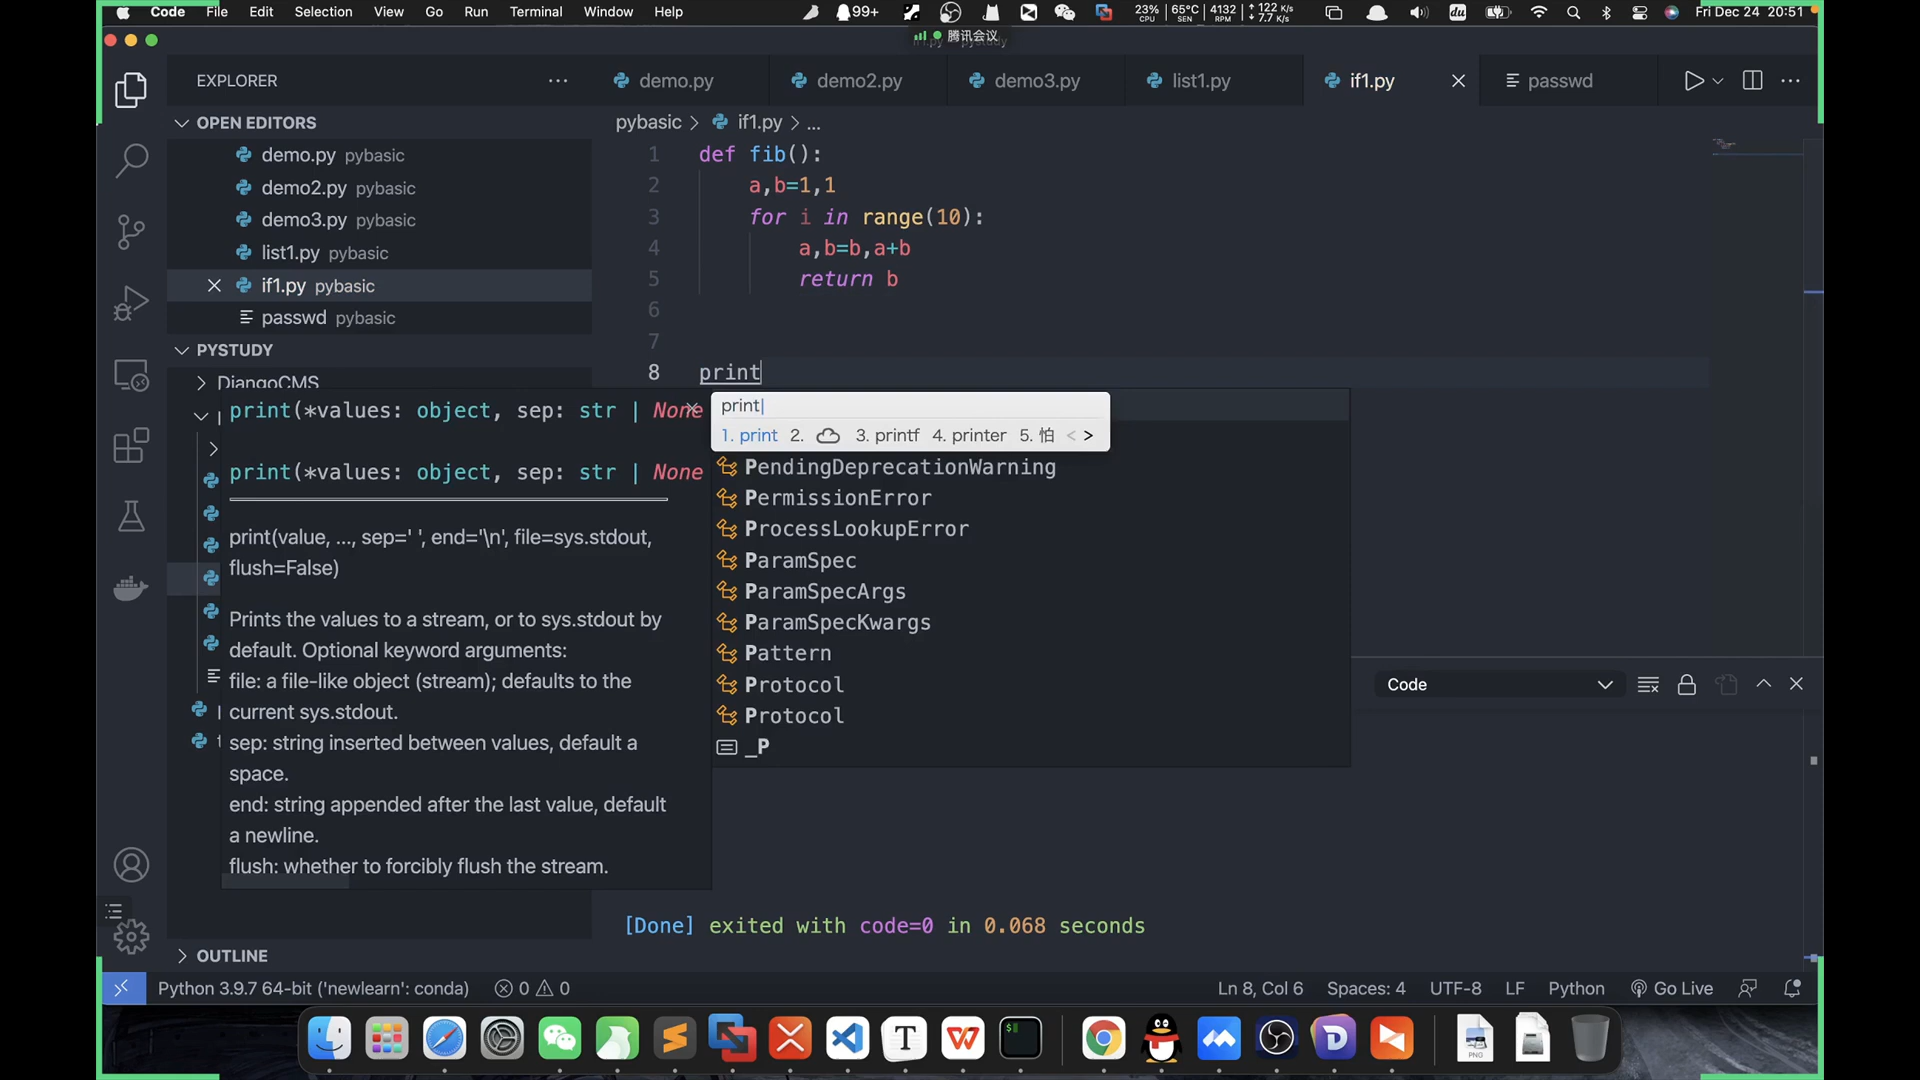 Code File Edit Selection View Go Run Terminal Window Help
99+ 23% CPU 65°C SEN 4132 RPM 122 K/s 7.7 K/s du Fri Dec 24 20:51
腾讯会议
EXPLORER
demo.py demo2.py demo3.py list1.py if1.py passwd
OPEN EDITORS
demo.py pybasic
demo2.py pybasic
demo3.py pybasic
list1.py pybasic
if1.py pybasic
passwd pybasic
PYSTUDY
DjangoCMS
pybasic > if1.py > ...
1 def fib():
2 a,b=1,1
3 for i in range(10):
4 a,b=b,a+b
5 return b
6
7
8 print
print
1. print 2. 3. printf 4. printer 5. 怕 < >
print(*values: object, sep: str | None
print(*values: object, sep: str | None
print(value, ..., sep=' ', end='\n', file=sys.stdout,
flush=False)
Prints the values to a stream, or to sys.stdout by
default. Optional keyword arguments:
file: a file-like object (stream); defaults to the
current sys.stdout.
sep: string inserted between values, default a
space.
end: string appended after the last value, default
a newline.
flush: whether to forcibly flush the stream.
PendingDeprecationWarning
PermissionError
ProcessLookupError
ParamSpec
ParamSpecArgs
ParamSpecKwargs
Pattern
Protocol
Protocol
_P
Code
[Done] exited with code=0 in 0.068 seconds
OUTLINE
Python 3.9.7 64-bit ('newlearn': conda) 0 0 Ln 8, Col 6 Spaces: 4 UTF-8 LF Python Go Live
T W $ D PNG